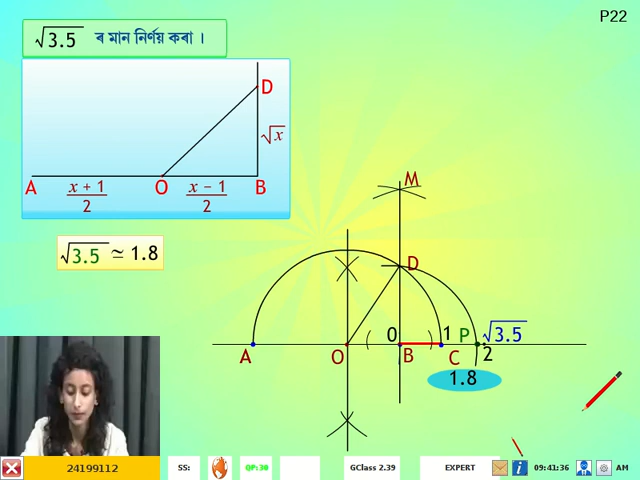 P22
√3.5 ৰ মান নিৰ্ণয় কৰা ।
D
√x
A (x + 1)/2 O (x − 1)/2 B
√3.5 ≃ 1.8
M
D
0 1 P √3.5
A O B C 2
1.8
24199112 SS: QF:30 GClass 2.39 EXPERT 09:41:36 AM